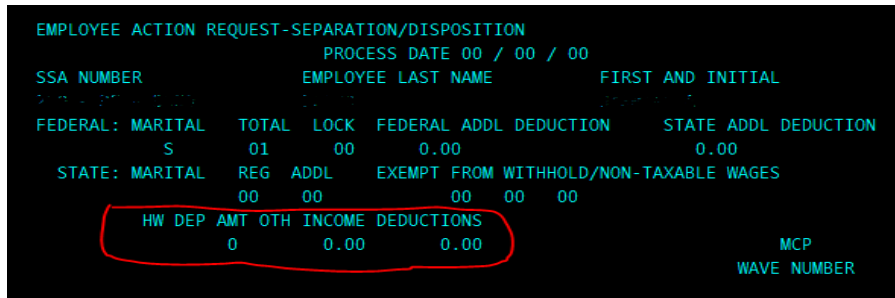 EMPLOYEE ACTION REQUEST-SEPARATION/DISPOSITION
PROCESS DATE 00 / 00 / 00
SSA NUMBER EMPLOYEE LAST NAME FIRST AND INITIAL
FEDERAL: MARITAL TOTAL LOCK FEDERAL ADDL DEDUCTION STATE ADDL DEDUCTION
S 01 00 0.00 0.00
STATE: MARITAL REG ADDL EXEMPT FROM WITHHOLD/NON-TAXABLE WAGES
00 00 00 00 00
HW DEP AMT OTH INCOME DEDUCTIONS
0 0.00 0.00 MCP
WAVE NUMBER